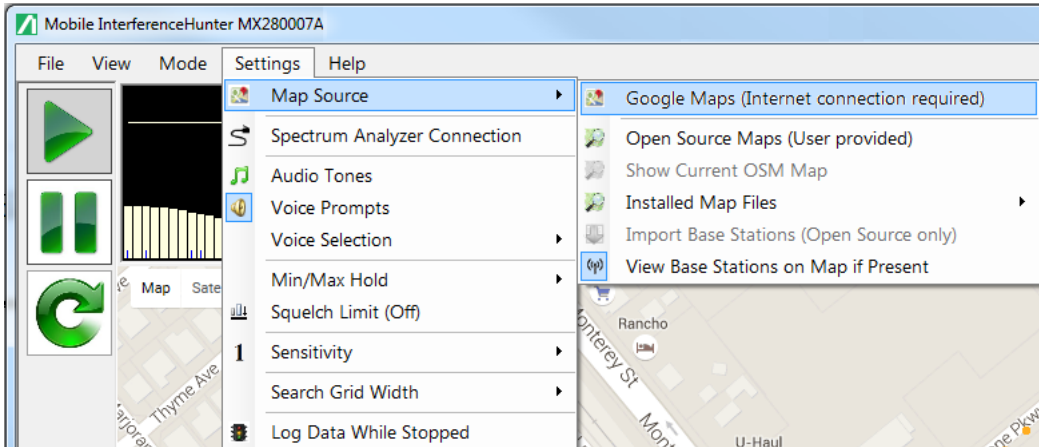 Mobile InterferenceHunter MX280007A
File View Mode Settings Help
Map Source
Spectrum Analyzer Connection
Audio Tones
Voice Prompts
Voice Selection
Min/Max Hold
Squelch Limit (Off)
1 Sensitivity
Search Grid Width
Log Data While Stopped
Google Maps (Internet connection required)
Open Source Maps (User provided)
Show Current OSM Map
Installed Map Files
Import Base Stations (Open Source only)
View Base Stations on Map if Present
Map Sate
Thyme Ave
Rancho
Monterey St
U-Haul